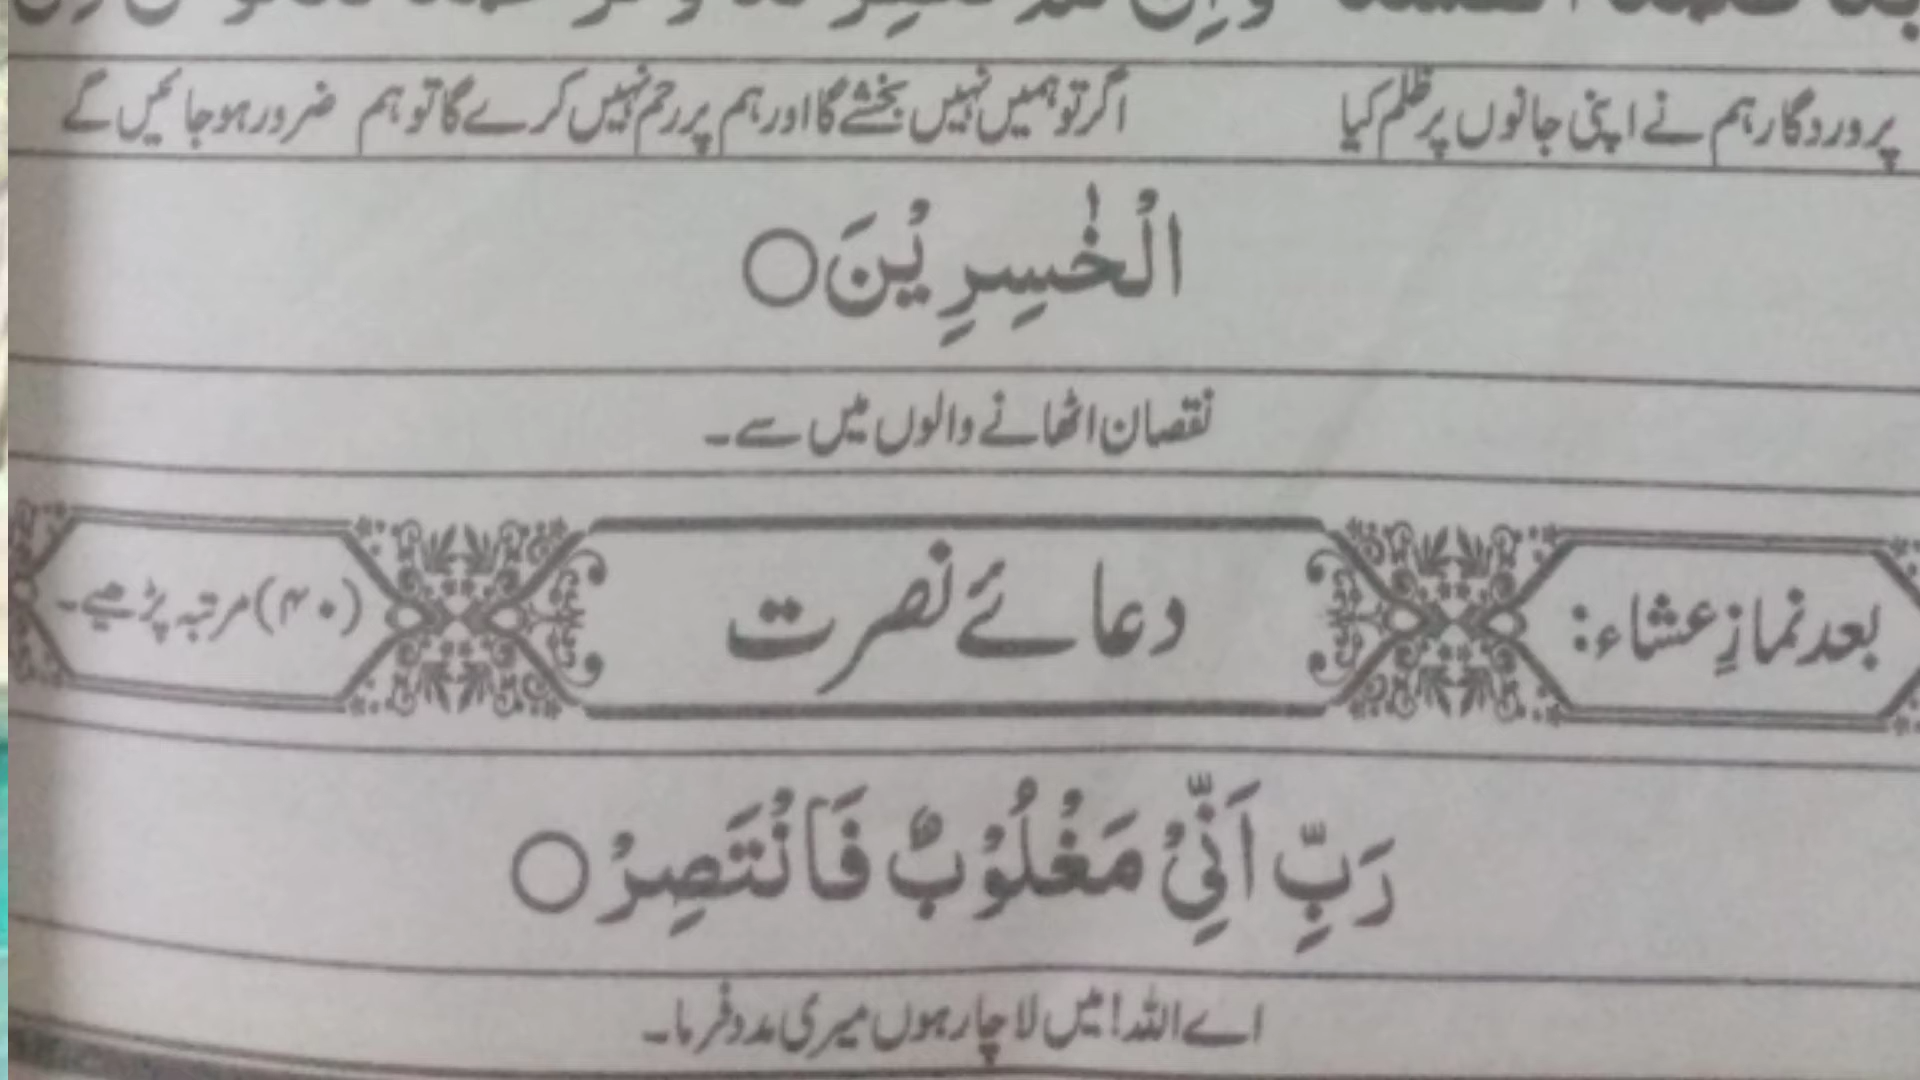 پروردگار ہم نے اپنی جانوں پر ظلم کیا اگر تو ہمیں نہیں بخشے گا اور ہم پر رحم نہیں کرے گا تو ہم ضرور ہو جائیں گے
الْخٰسِرِیْنَ○
نقصان اٹھانے والوں میں سے۔
بعد نمازِ عشاء: دعائے نصرت (۴۰) مرتبہ پڑھیے۔
رَبِّ اَنِّیْ مَغْلُوْبٌ فَانْتَصِرْ○
اے اللہ! میں لاچار ہوں میری مدد فرما۔